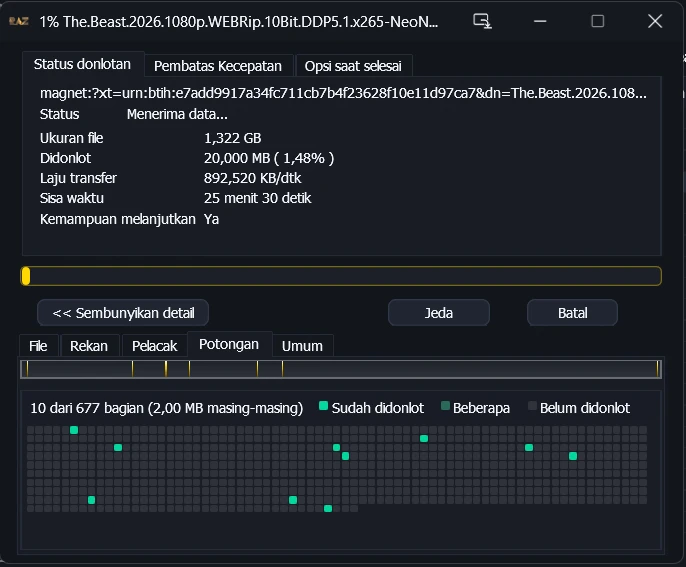 RAZ 1% The.Beast.2026.1080p.WEBRip.10Bit.DDP5.1.x265-NeoN...
Status donlotan Pembatas Kecepatan Opsi saat selesai
magnet:?xt=urn:btih:e7add9917a34fc711cb7b4f23628f10e11d97ca7&dn=The.Beast.2026.108...
Status Menerima data...
Ukuran file 1,322 GB
Didonlot 20,000 MB ( 1,48% )
Laju transfer 892,520 KB/dtk
Sisa waktu 25 menit 30 detik
Kemampuan melanjutkan Ya
<< Sembunyikan detail Jeda Batal
File Rekan Pelacak Potongan Umum
10 dari 677 bagian (2,00 MB masing-masing) Sudah didonlot Beberapa Belum didonlot